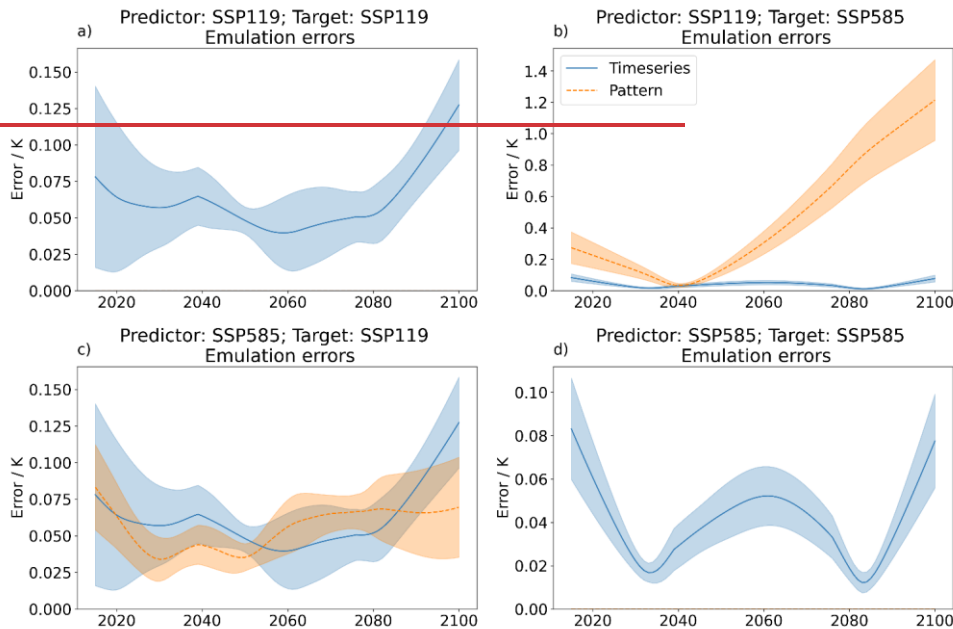 Predictor: SSP119; Target: SSP119
a)
Emulation errors
Error / K
0.150
0.125
0.100
0.075
0.050
0.025
0.000
2020 2040 2060 2080 2100
Predictor: SSP119; Target: SSP585
b)
Emulation errors
Timeseries
Pattern
Error / K
1.4
1.2
1.0
0.8
0.6
0.4
0.2
0.0
2020 2040 2060 2080 2100
Predictor: SSP585; Target: SSP119
c)
Emulation errors
Error / K
0.150
0.125
0.100
0.075
0.050
0.025
0.000
2020 2040 2060 2080 2100
Predictor: SSP585; Target: SSP585
d)
Emulation errors
Error / K
0.10
0.08
0.06
0.04
0.02
0.00
2020 2040 2060 2080 2100